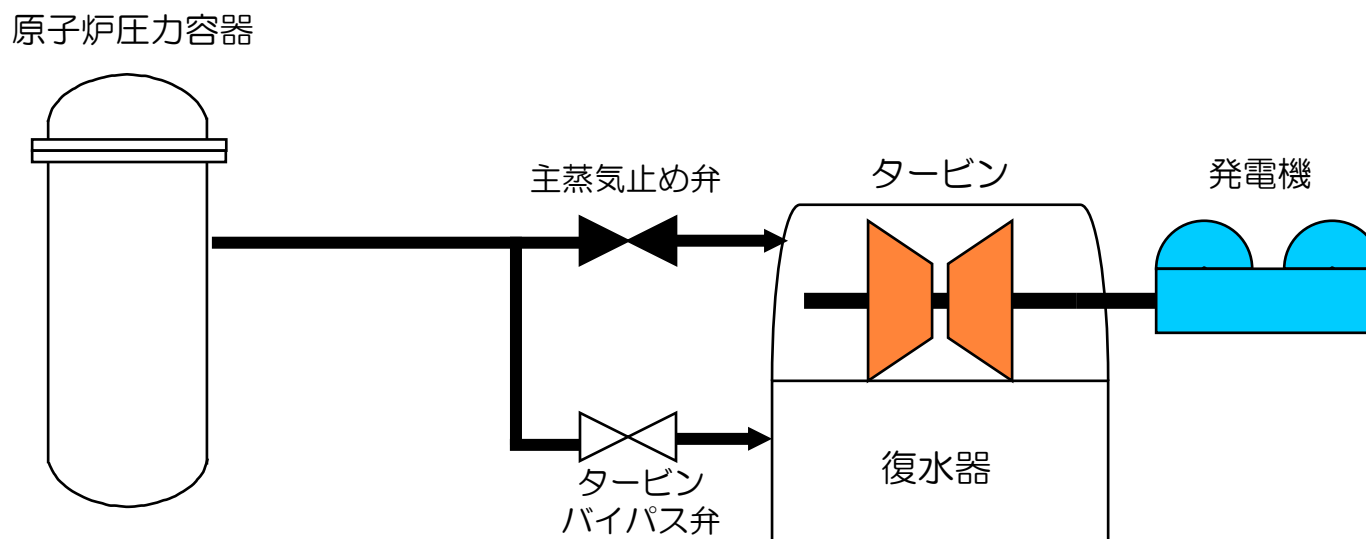 原子炉圧力容器
主蒸気止め弁
タービン
発電機
復水器
タービン
バイパス弁